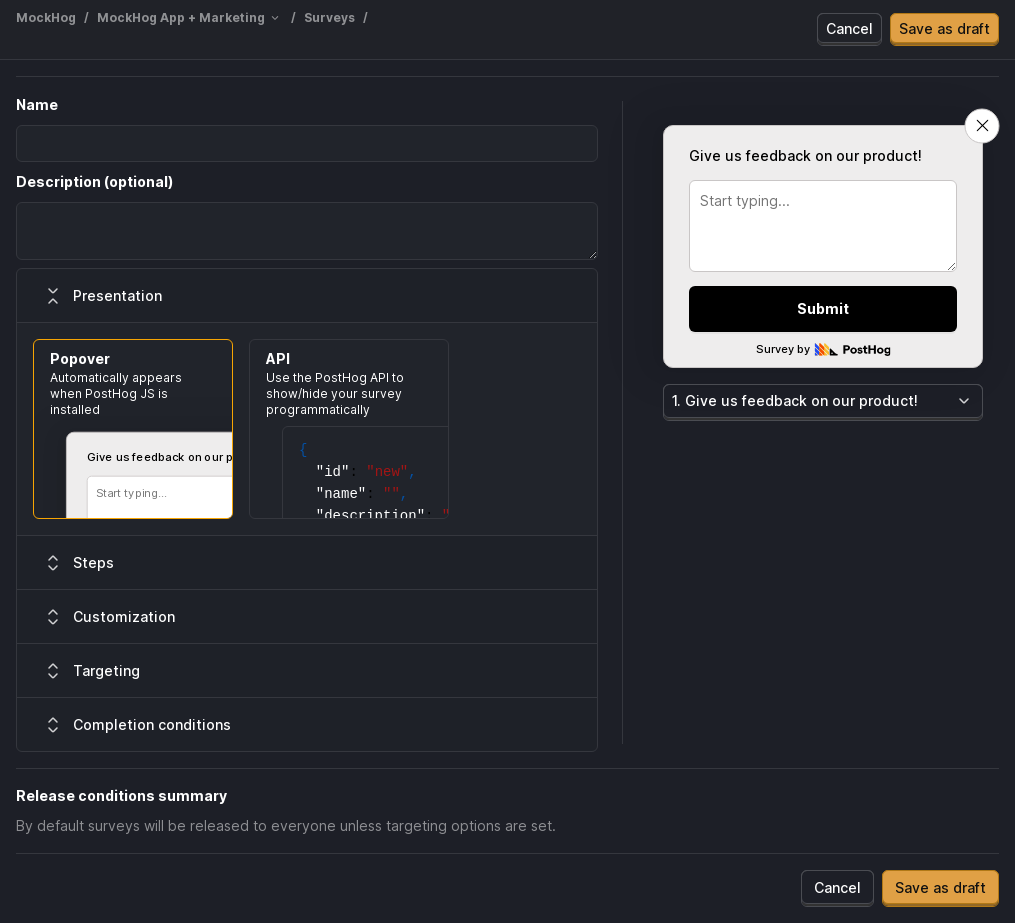 MockHog / MockHog App + Marketing / Surveys /
Cancel
Save as draft
Name
Description (optional)
Presentation
Popover
Automatically appears
when PostHog JS is
installed
Give us feedback on our p
Start typing...
API
Use the PostHog API to
show/hide your survey
programmatically
{
"id": "new",
"name": "",
"description": "
Steps
Customization
Targeting
Completion conditions
Give us feedback on our product!
Start typing...
Submit
Survey by PostHog
1. Give us feedback on our product!
Release conditions summary
By default surveys will be released to everyone unless targeting options are set.
Cancel
Save as draft